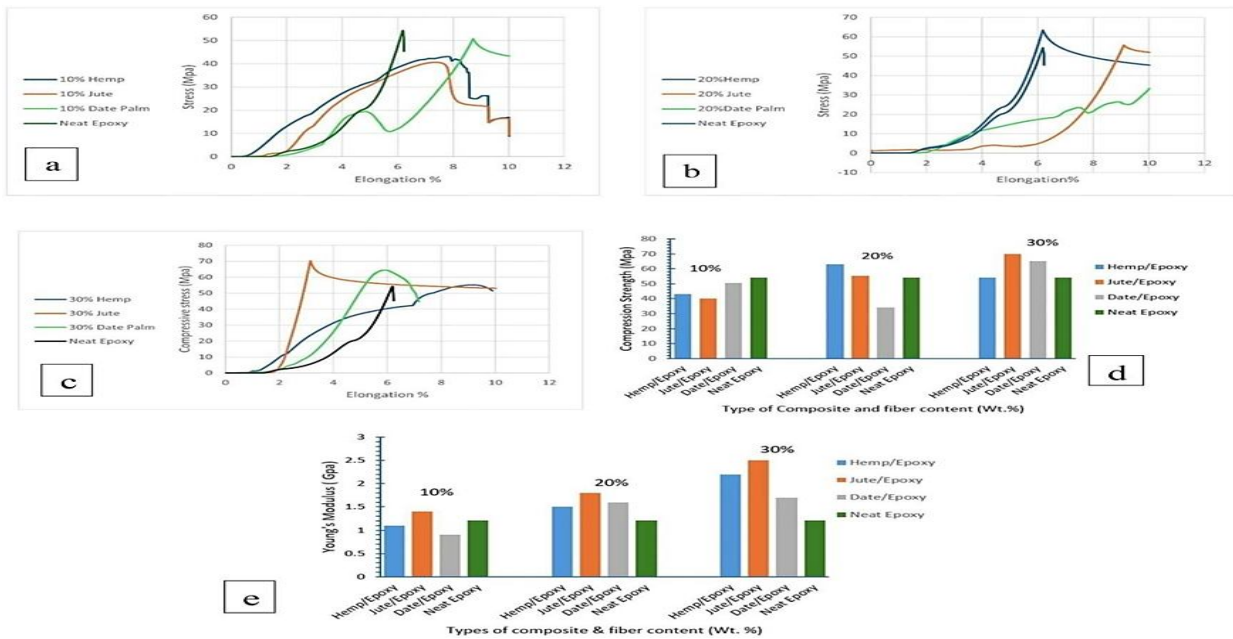 60
50
40
30
20
10
0
Stress (Mpa)
0 2 4 6 8 10 12
Elongation %
10% Hemp
10% Jute
10% Date Palm
Neat Epoxy
a
70
60
50
40
30
20
10
0
-10
Stress (Mpa)
0 2 4 6 8 10 12
Elongation%
20%Hemp
20% Jute
20%Date Palm
Neat Epoxy
b
80
70
60
50
40
30
20
10
0
Compressive stress (Mpa)
0 2 4 6 8 10 12
Elongation %
30% Hemp
30% Jute
30% Date Palm
Neat Epoxy
c
80
70
60
50
40
30
20
10
0
Compression Strength (Mpa)
10%
20%
30%
Hemp/Epoxy Jute/Epoxy Date/Epoxy Neat Epoxy Hemp/Epoxy Jute/Epoxy Date/Epoxy Neat Epoxy Hemp/Epoxy Jute/Epoxy Date/Epoxy Neat Epoxy
Type of Composite and fiber content (Wt.%)
Hemp/Epoxy
Jute/Epoxy
Date/Epoxy
Neat Epoxy
d
3
2.5
2
1.5
1
0.5
0
Young's Modulus ( Gpa)
10%
20%
30%
Hemp/Epoxy Jute/Epoxy Date/Epoxy Neat Epoxy Hemp/Epoxy Jute/Epoxy Date/Epoxy Neat Epoxy Hemp/Epoxy Jute/Epoxy Date/Epoxy Neat Epoxy
Types of composite & fiber content (Wt. %)
Hemp/Epoxy
Jute/Epoxy
Date/Epoxy
Neat Epoxy
e